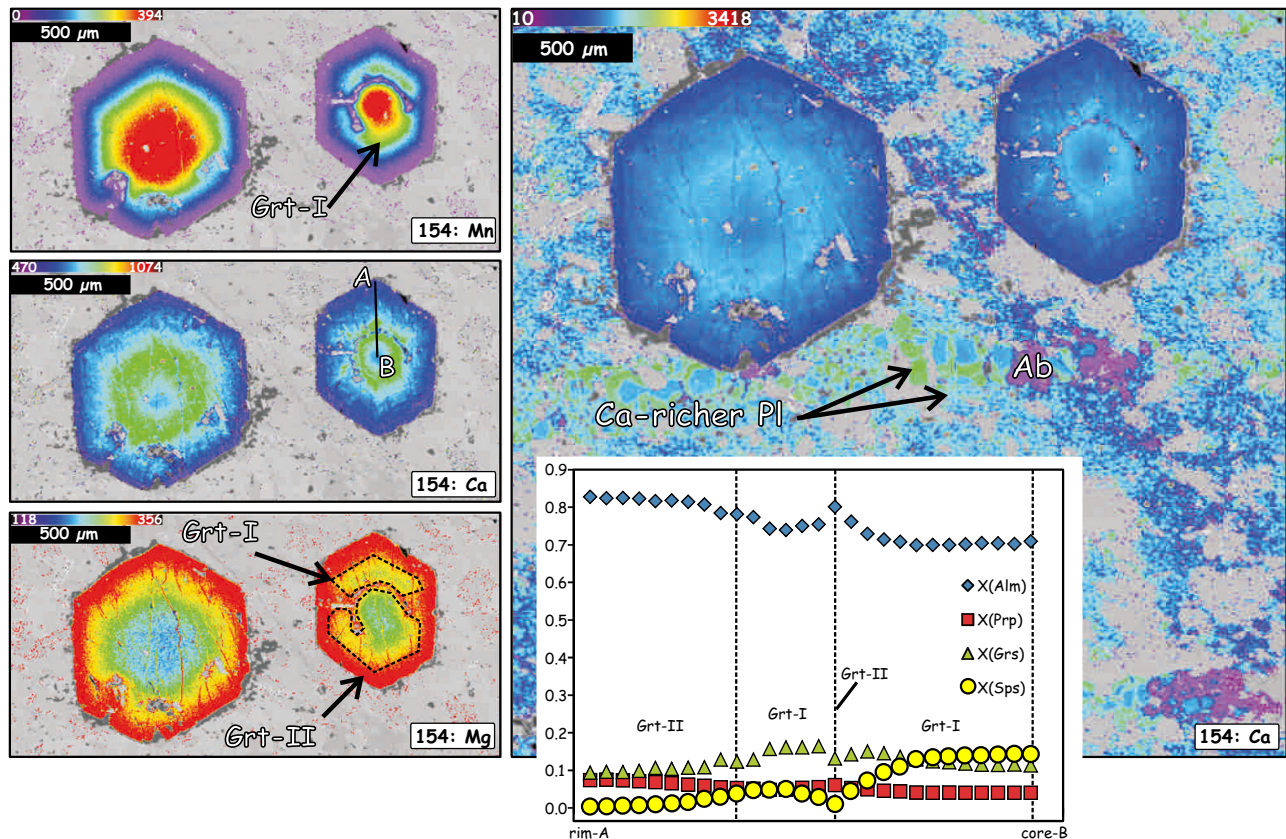 0 394
500 µm
Grt-I
154: Mn
470 1074
500 µm
A
B
154: Ca
118 356
500 µm
Grt-I
Grt-II
154: Mg
10 3418
500 µm
Ab
Ca-richer Pl
154: Ca
0.9
0.8
0.7
0.6
0.5
0.4
0.3
0.2
0.1
0.0
X(Alm)
X(Prp)
X(Grs)
X(Sps)
Grt-II
Grt-II
Grt-I
Grt-I
rim-A
core-B